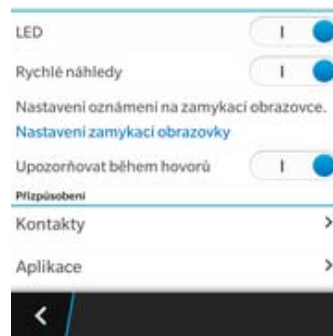 LED
Rychlé náhledy
Nastavení oznámení na zamykací obrazovce.
Nastavení zamykací obrazovky
Upozorňovat během hovorů
Přizpůsobení
Kontakty
Aplikace